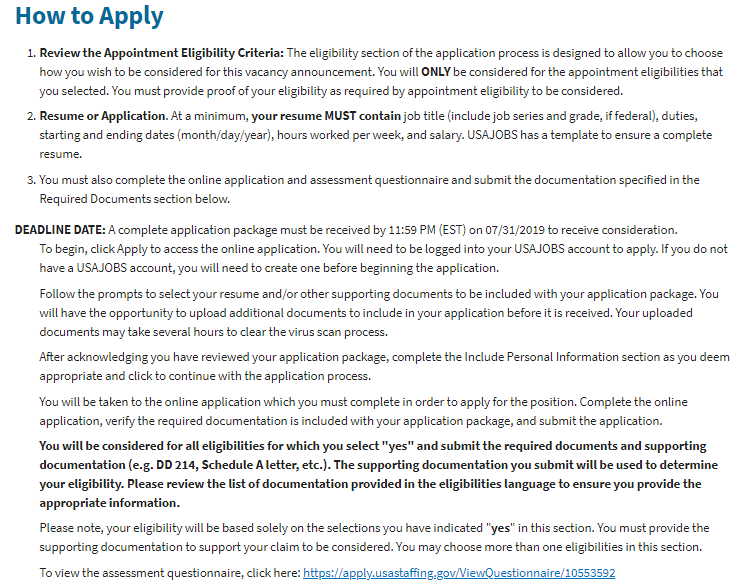 How to Apply
1. Review the Appointment Eligibility Criteria: The eligibility section of the application process is designed to allow you to choose
how you wish to be considered for this vacancy announcement. You will ONLY be considered for the appointment eligibilities that
you selected. You must provide proof of your eligibility as required by appointment eligibility to be considered.
2. Resume or Application. At a minimum, your resume MUST contain job title (include job series and grade, if federal), duties,
starting and ending dates (month/day/year), hours worked per week, and salary. USAJOBS has a template to ensure a complete
resume.
3. You must also complete the online application and assessment questionnaire and submit the documentation specified in the
Required Documents section below.
DEADLINE DATE: A complete application package must be received by 11:59 PM (EST) on 07/31/2019 to receive consideration.
To begin, click Apply to access the online application. You will need to be logged into your USAJOBS account to apply. If you do not
have a USAJOBS account, you will need to create one before beginning the application.
Follow the prompts to select your resume and/or other supporting documents to be included with your application package. You
will have the opportunity to upload additional documents to include in your application before it is received. Your uploaded
documents may take several hours to clear the virus scan process.
After acknowledging you have reviewed your application package, complete the Include Personal Information section as you deem
appropriate and click to continue with the application process.
You will be taken to the online application which you must complete in order to apply for the position. Complete the online
application, verify the required documentation is included with your application package, and submit the application.
You will be considered for all eligibilities for which you select "yes" and submit the required documents and supporting
documentation (e.g. DD 214, Schedule A letter, etc.). The supporting documentation you submit will be used to determine
your eligibility. Please review the list of documentation provided in the eligibilities language to ensure you provide the
appropriate information.
Please note, your eligibility will be based solely on the selections you have indicated "yes" in this section. You must provide the
supporting documentation to support your claim to be considered. You may choose more than one eligibilities in this section.
To view the assessment questionnaire, click here: https://apply.usastaffing.gov/ViewQuestionnaire/10553592